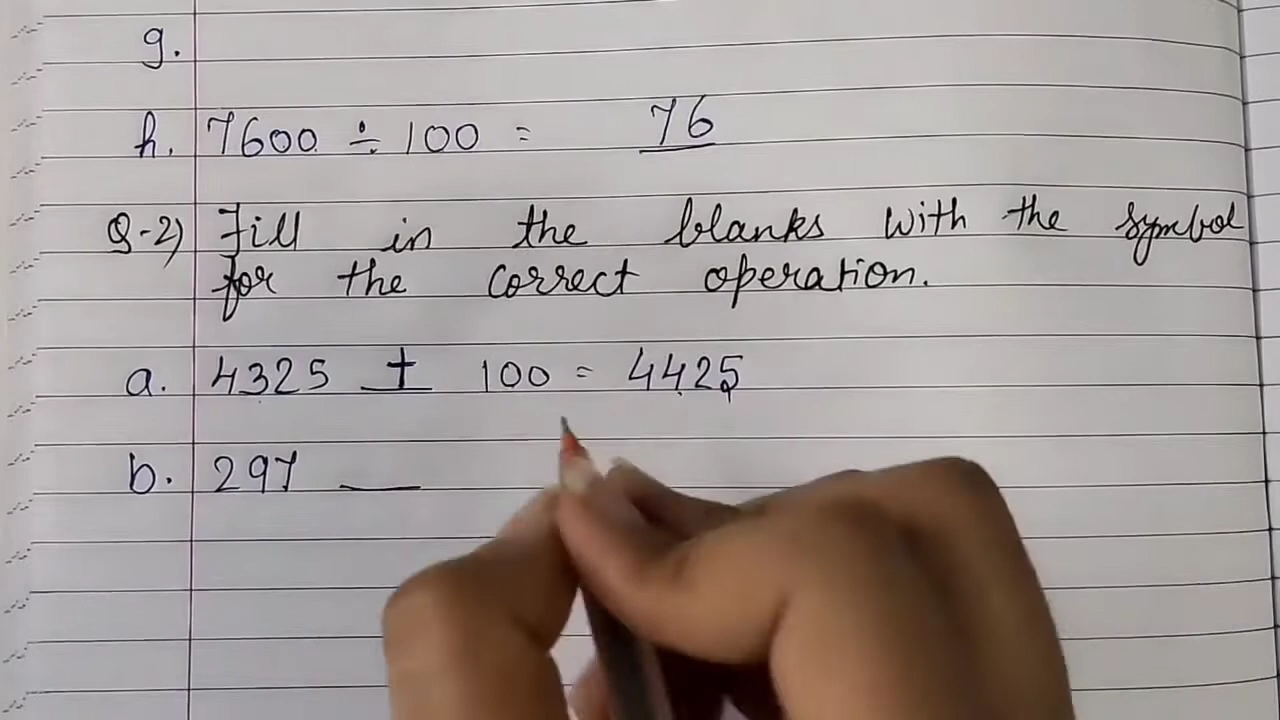 g.
h. 7600 ÷ 100 = 76
Q-2) Fill in the blanks with the symbol
for the correct operation.
a. 4325 + 100 = 4425
b. 297 __